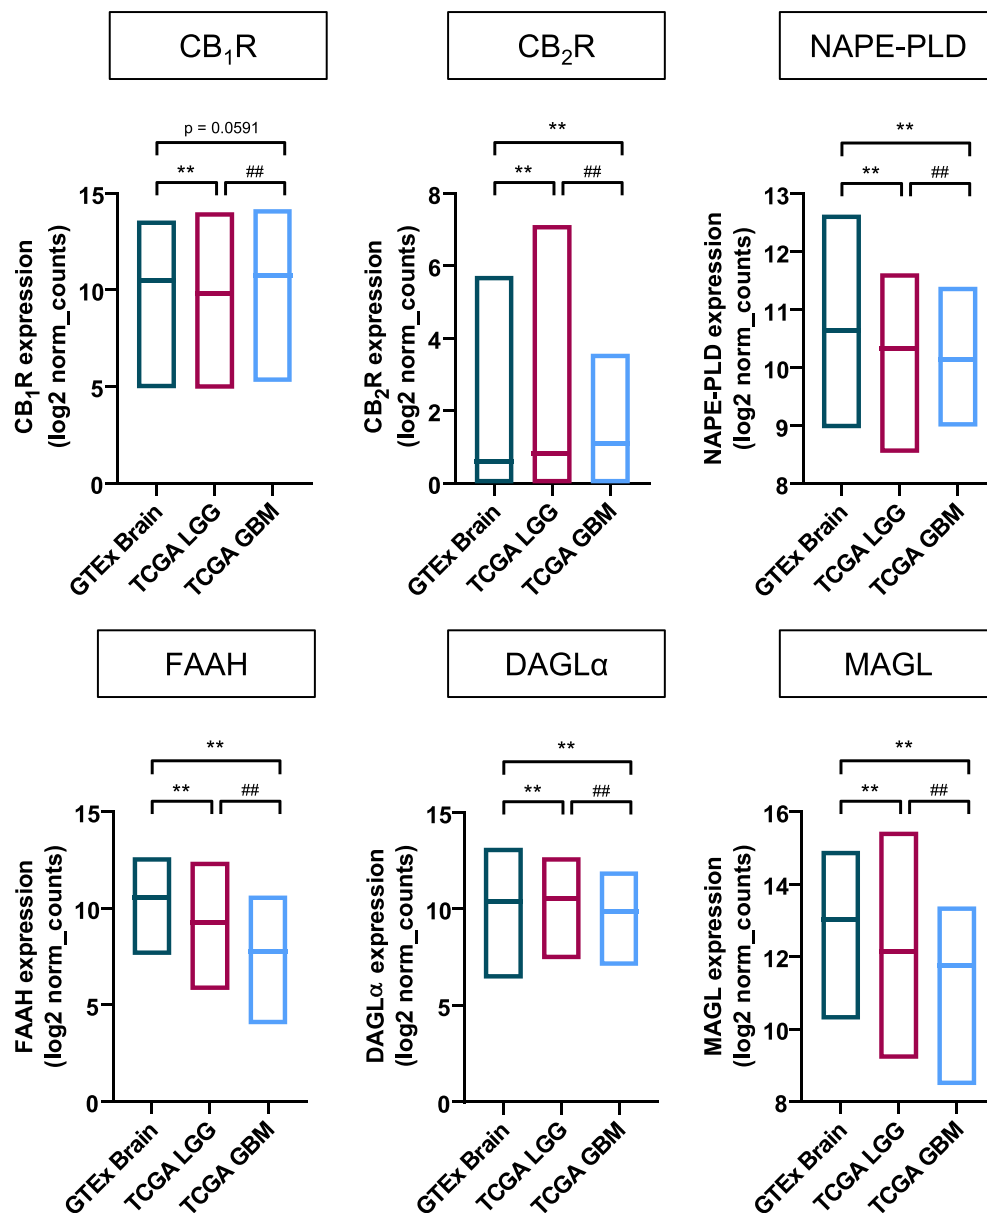 CB₁R
CB₂R
NAPE-PLD
p = 0.0591
** ##
**
** ##
**
** ##
CB₁R expression
(log2 norm_counts)
15
10
5
0
GTEx Brain
TCGA LGG
TCGA GBM
CB₂R expression
(log2 norm_counts)
8
6
4
2
0
GTEx Brain
TCGA LGG
TCGA GBM
NAPE-PLD expression
(log2 norm_counts)
13
12
11
10
9
8
GTEx Brain
TCGA LGG
TCGA GBM
FAAH
DAGLα
MAGL
**
** ##
**
** ##
**
** ##
FAAH expression
(log2 norm_counts)
15
10
5
0
GTEx Brain
TCGA LGG
TCGA GBM
DAGLα expression
(log2 norm_counts)
15
10
5
0
GTEx Brain
TCGA LGG
TCGA GBM
MAGL expression
(log2 norm_counts)
16
14
12
10
8
GTEx Brain
TCGA LGG
TCGA GBM